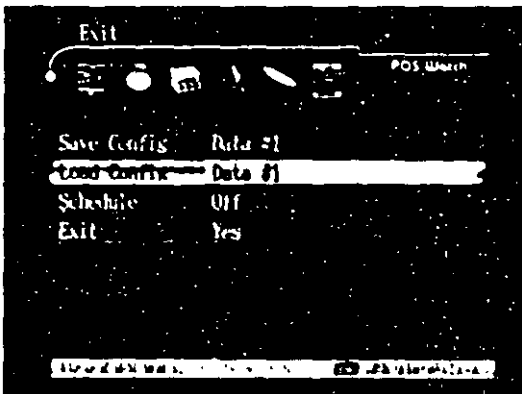 Exit
POS Watch
Save Config Data #1
Load Config Data #1
Schedule Off
Exit Yes